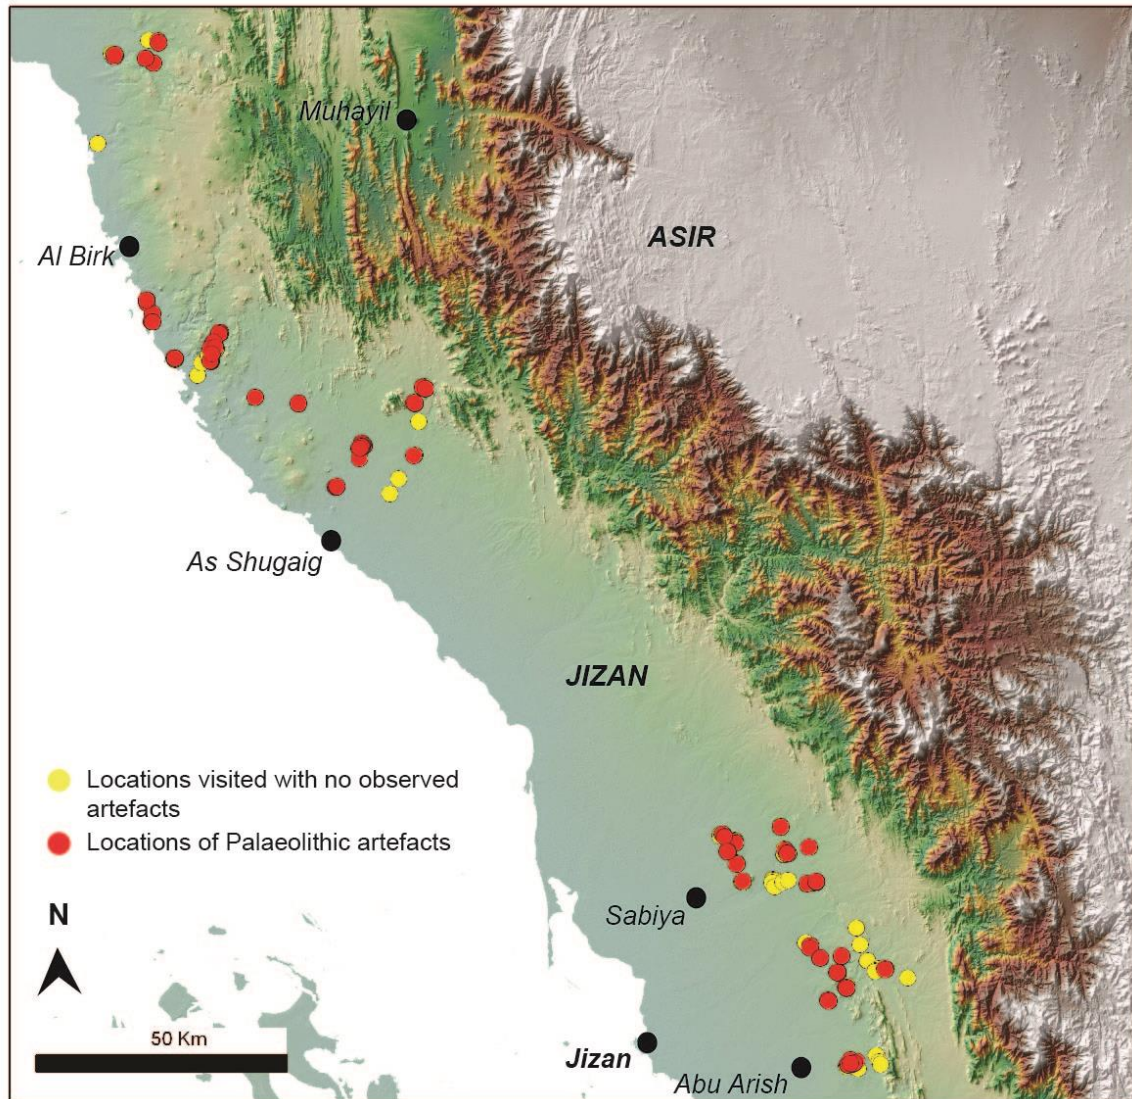 Muhayil
ASIR
Al Birk
As Shugaig
JIZAN
Locations visited with no observed
artefacts
Locations of Palaeolithic artefacts
N
Sabiya
50 Km
Jizan
Abu Arish